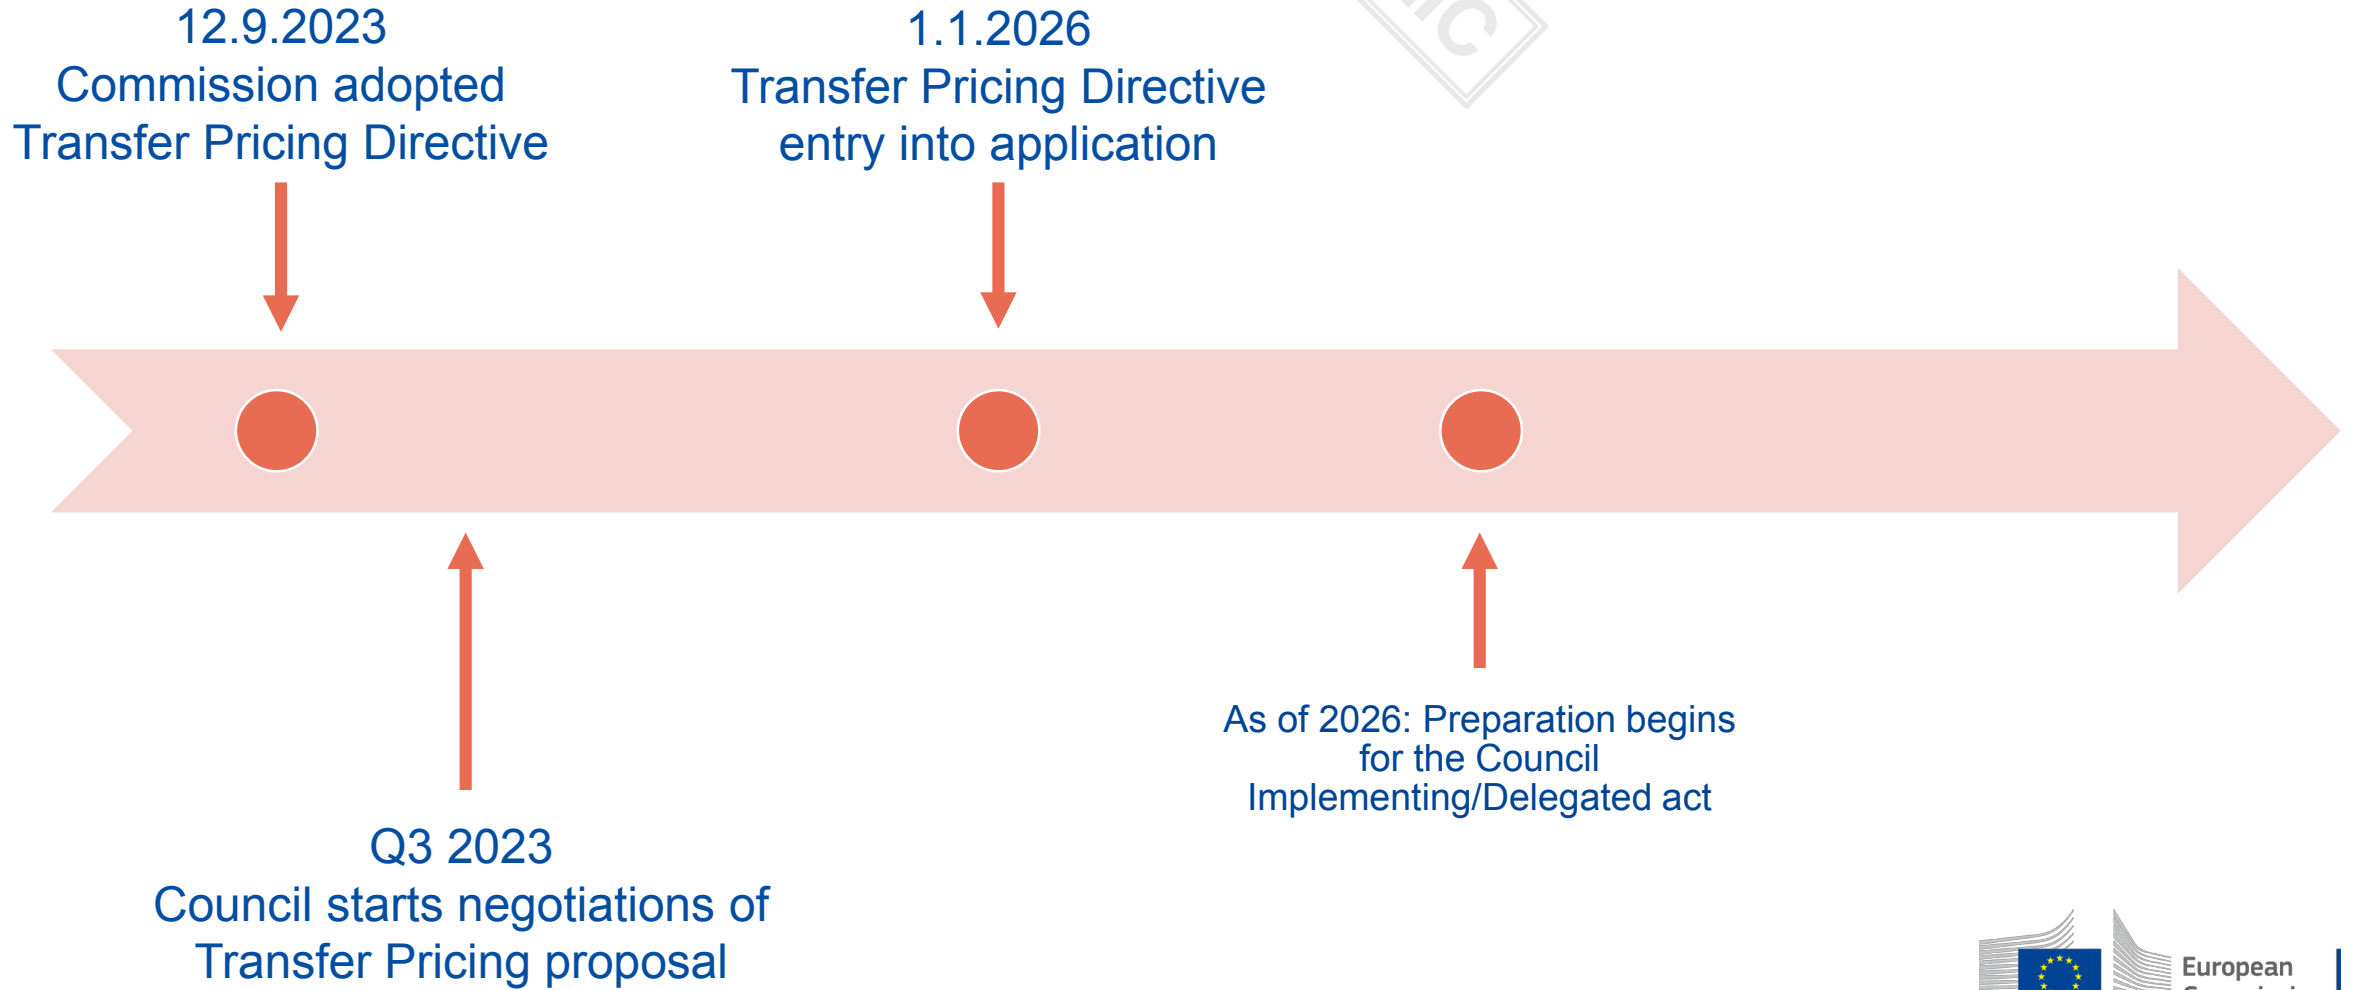 12.9.2023
Commission adopted
Transfer Pricing Directive
1.1.2026
Transfer Pricing Directive
entry into application
Q3 2023
Council starts negotiations of
Transfer Pricing proposal
As of 2026: Preparation begins
for the Council
Implementing/Delegated act
European